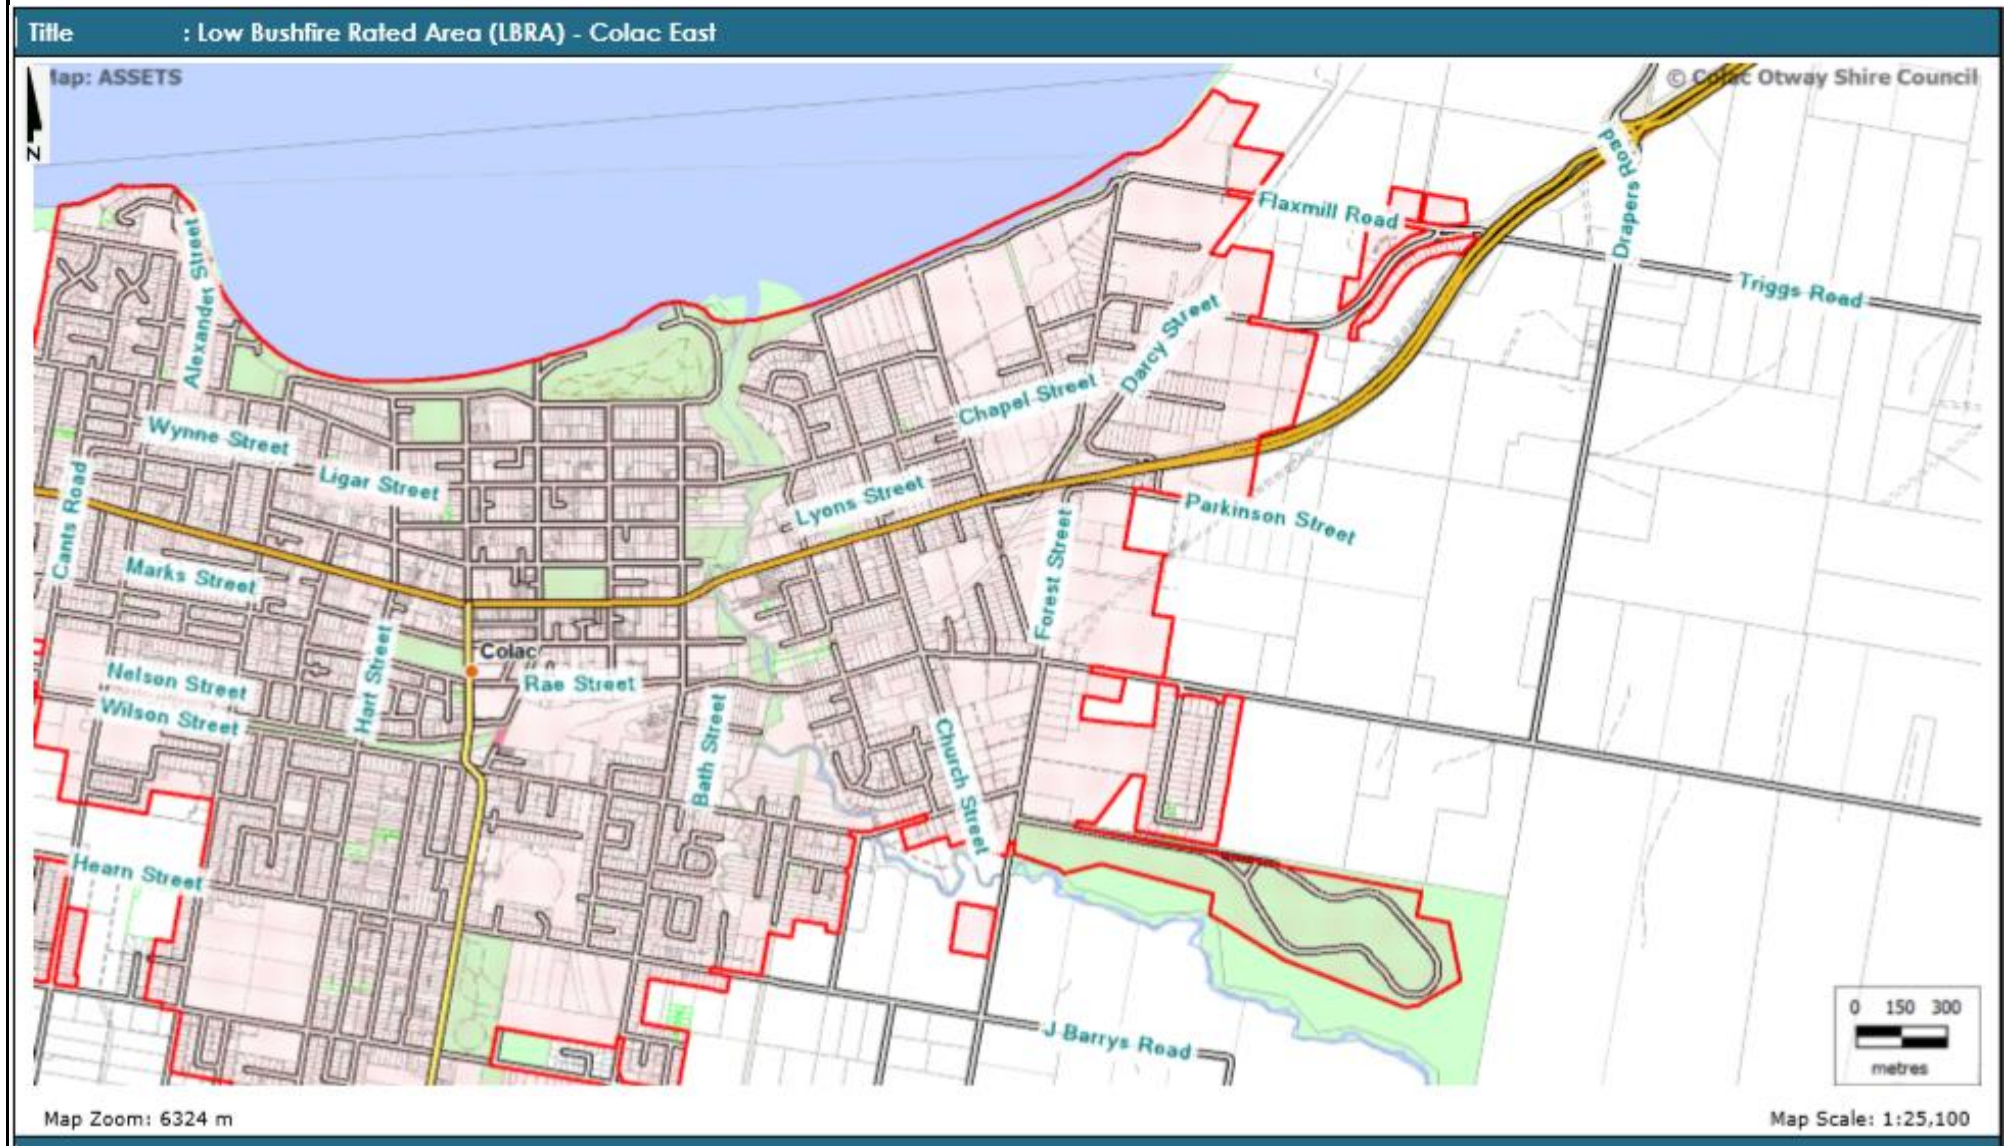 Title : Low Bushfire Rated Area (LBRA) - Colac East
Map: ASSETS
© Colac Otway Shire Council
N
Drapers Road
Flaxmill Road
Alexander Street
Triggs Road
Darcy Street
Chapel Street
Wynne Street
Ligar Street
Lyons Street
Cants Road
Parkinson Street
Forest Street
Marks Street
Hart Street
Colac
Rae Street
Nelson Street
Wilson Street
Bath Street
Church Street
Hearn Street
J Barrys Road
0 150 300
metres
Map Zoom: 6324 m
Map Scale: 1:25,100